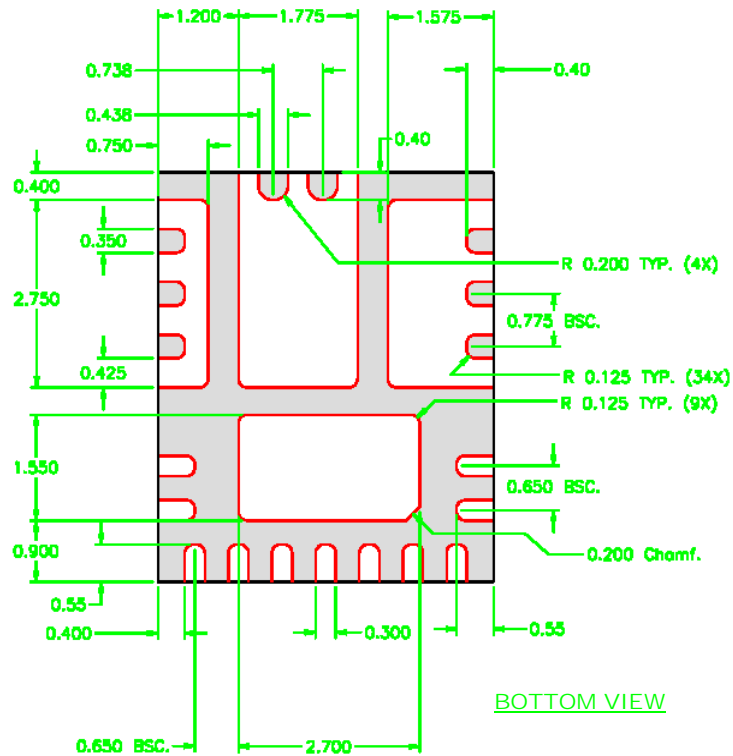 1.200
1.775
1.575
0.738
0.40
0.438
0.40
0.750
0.400
0.350
R 0.200 TYP. (4X)
2.750
0.775 BSC.
0.425
R 0.125 TYP. (34X)
R 0.125 TYP. (9X)
1.550
0.650 BSC.
0.900
0.200 Chamf.
0.55
0.400
0.300
0.55
BOTTOM VIEW
0.650 BSC.
2.700